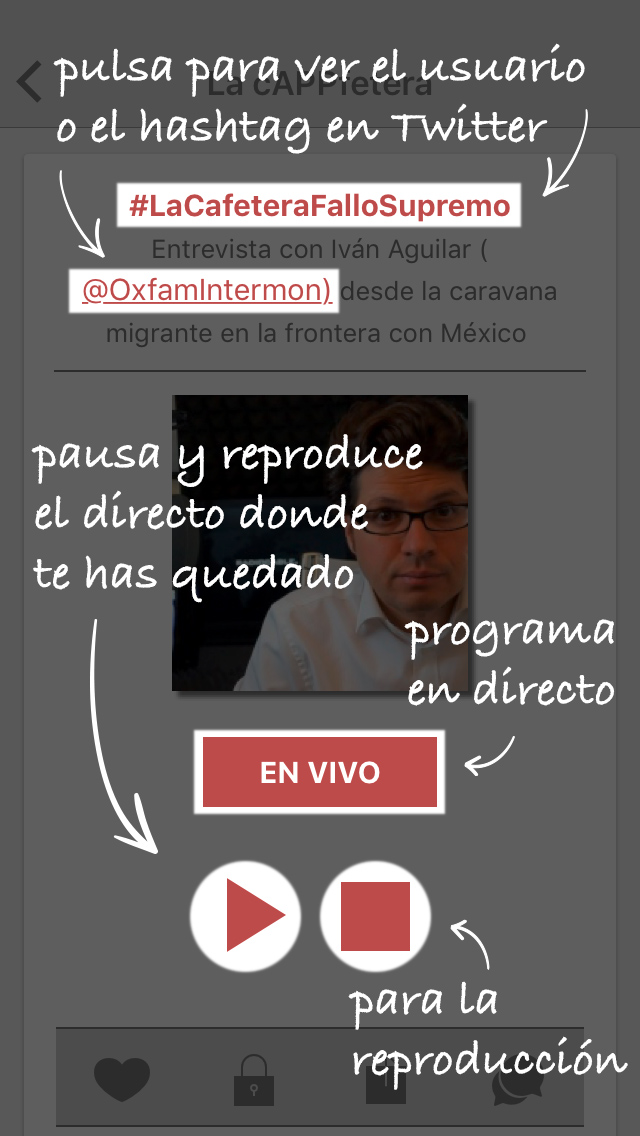 pulsa para ver el usuario
La cAPPfetera
o el hashtag en Twitter
#LaCafeteraFalloSupremo
Entrevista con Iván Aguilar (
@OxfamIntermon) desde la caravana
migrante en la frontera con México
pausa y reproduce
el directo donde
te has quedado
programa
en directo
EN VIVO
para la
reproducción